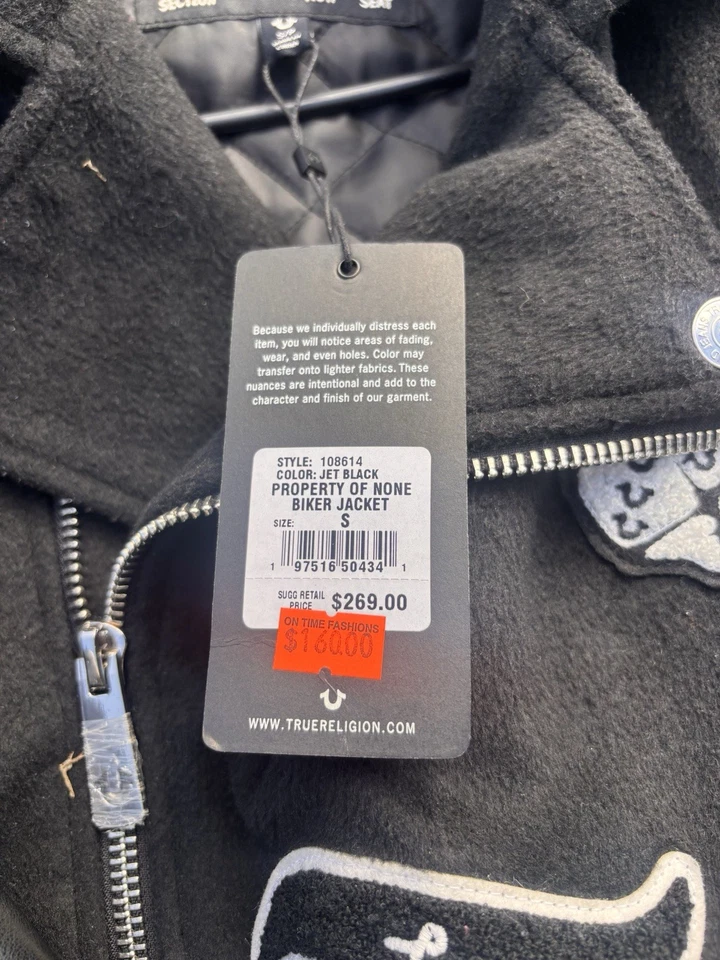 SECTION
SEAT
Because we individually distress each
item, you will notice areas of fading,
wear, and even holes. Color may
transfer onto lighter fabrics. These
nuances are intentional and add to the
character and finish of our garment.
STYLE: 108614
COLOR: JET BLACK
PROPERTY OF NONE
BIKER JACKET
SIZE: S
1 97516 50434 1
SUGG RETAIL
PRICE $269.00
ON TIME FASHIONS
$160.00
WWW.TRUERELIGION.COM